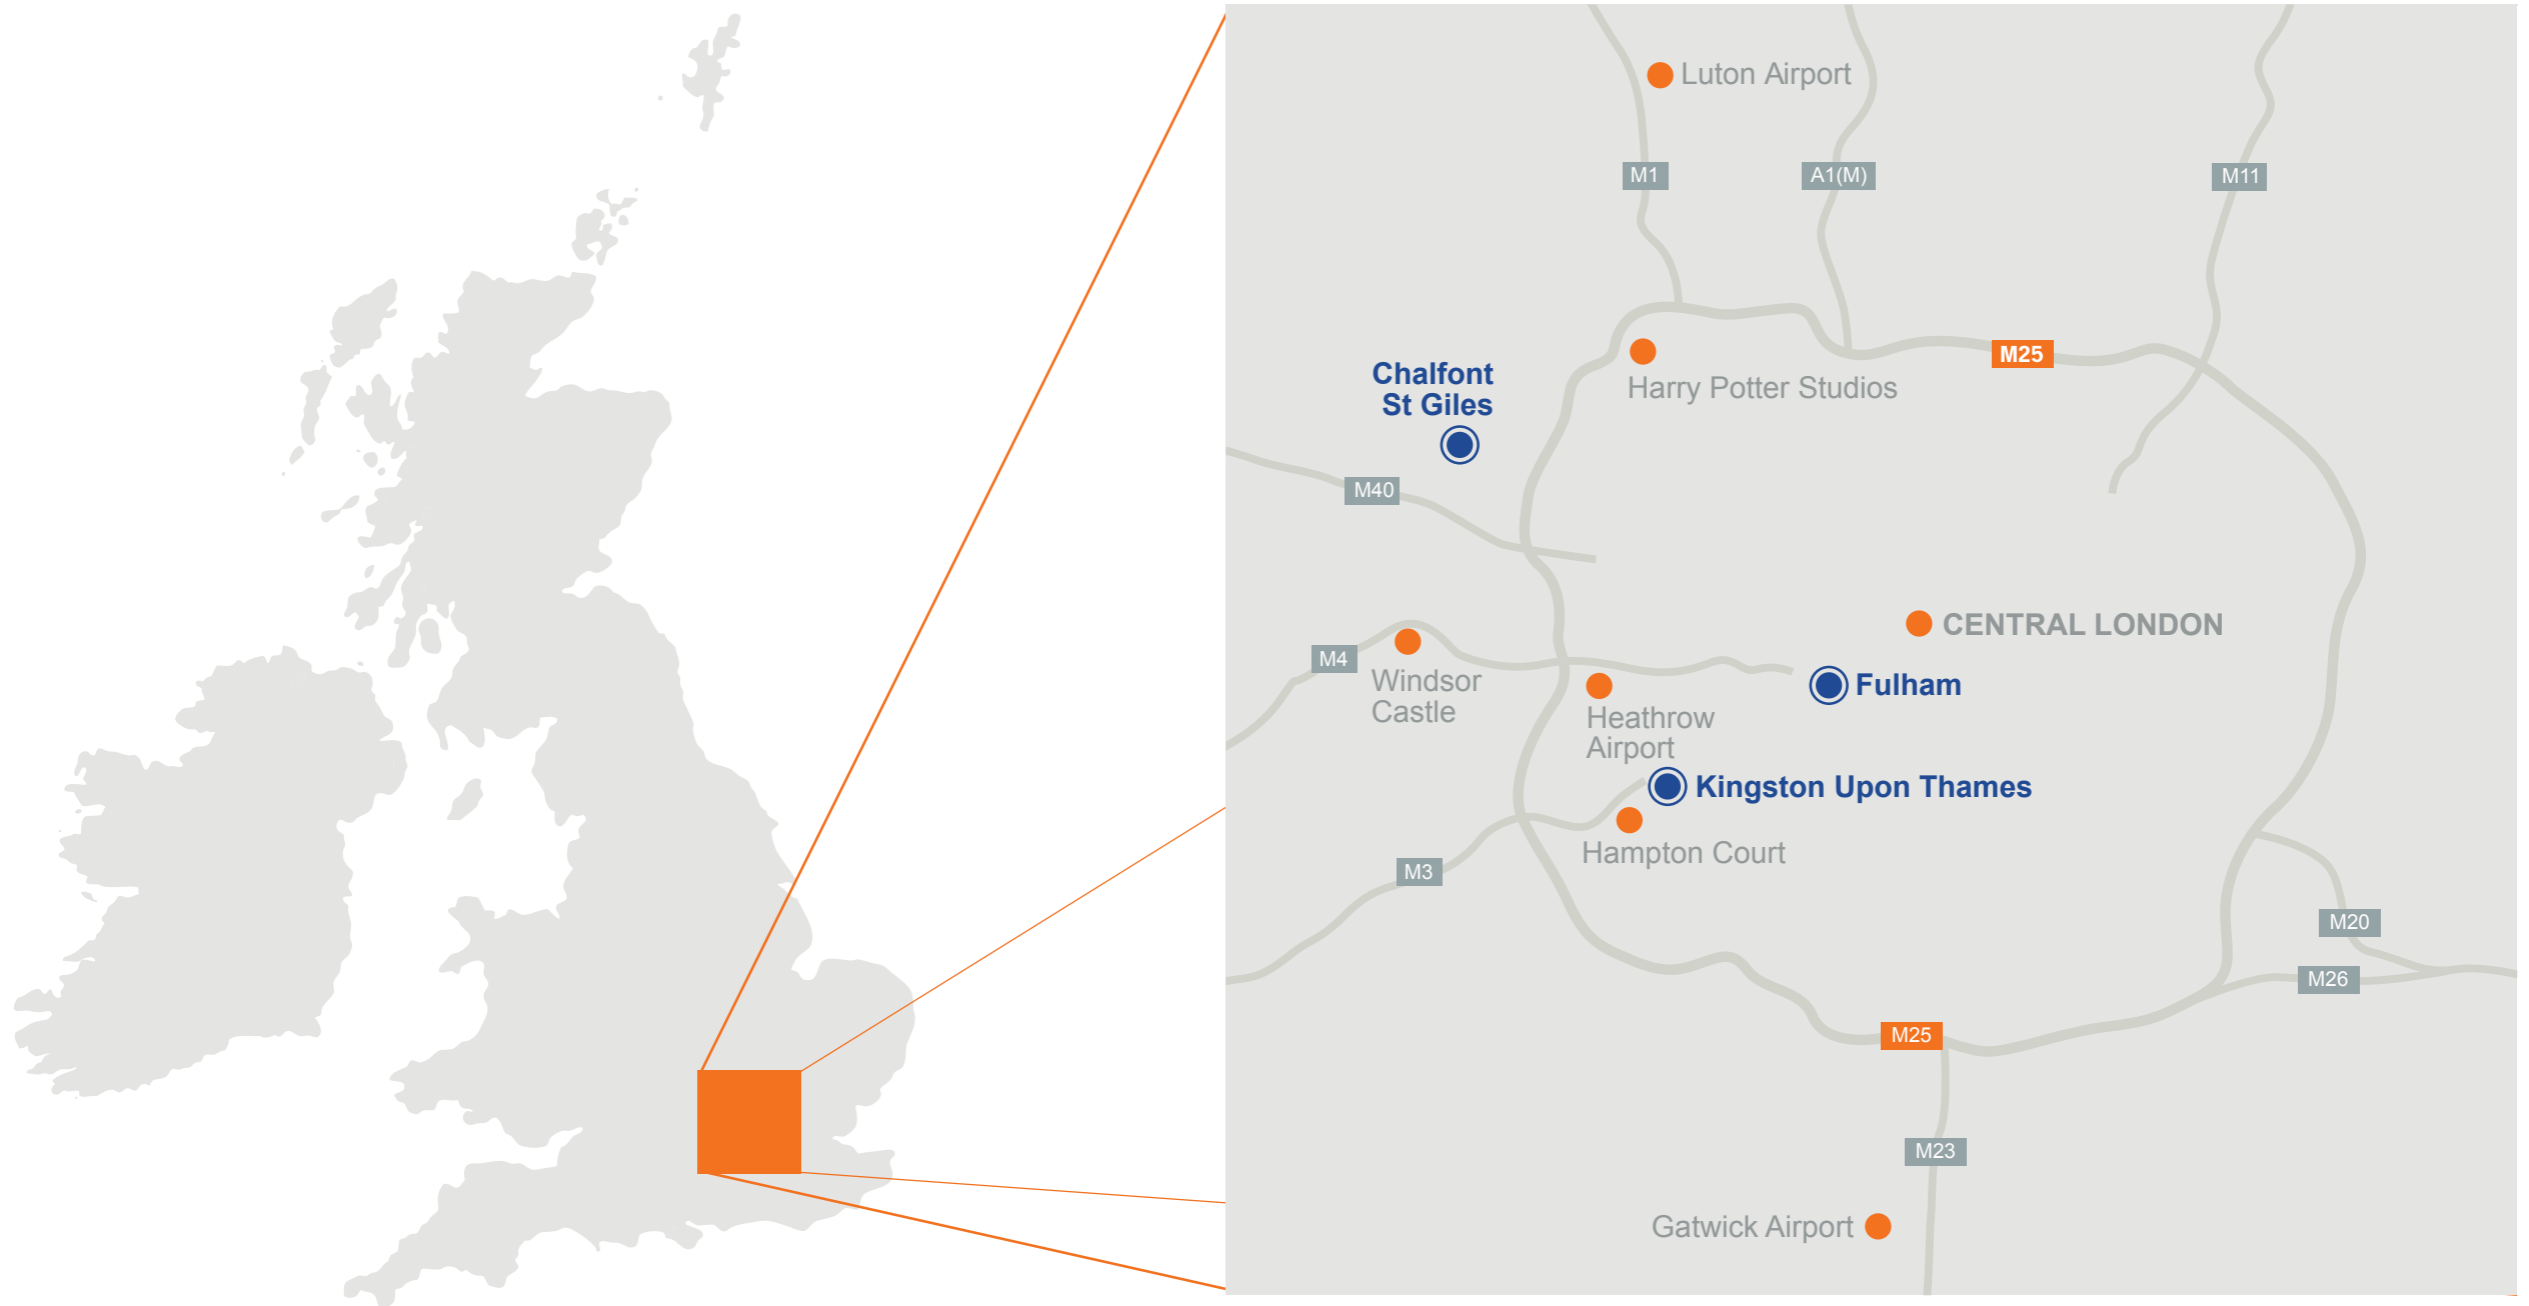 Luton Airport
M1
A1(M)
M11
M25
Harry Potter Studios
Chalfont
St Giles
M40
CENTRAL LONDON
M4
Windsor
Castle
Fulham
Heathrow
Airport
Kingston Upon Thames
Hampton Court
M3
M20
M26
M25
M23
Gatwick Airport